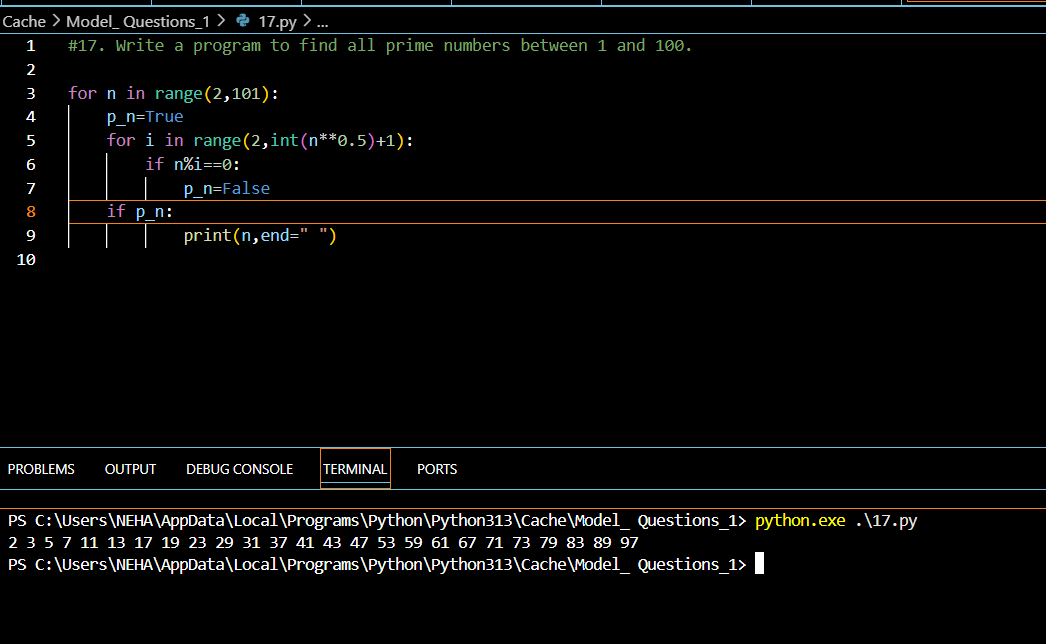 Cache > Model_ Questions_1 > 17.py > ...
1 #17. Write a program to find all prime numbers between 1 and 100.
2
3 for n in range(2,101):
4     p_n=True
5     for i in range(2,int(n**0.5)+1):
6         if n%i==0:
7             p_n=False
8     if p_n:
9             print(n,end=" ")
10
PROBLEMS OUTPUT DEBUG CONSOLE TERMINAL PORTS
PS C:\Users\NEHA\AppData\Local\Programs\Python\Python313\Cache\Model_ Questions_1> python.exe .\17.py
2 3 5 7 11 13 17 19 23 29 31 37 41 43 47 53 59 61 67 71 73 79 83 89 97
PS C:\Users\NEHA\AppData\Local\Programs\Python\Python313\Cache\Model_ Questions_1>